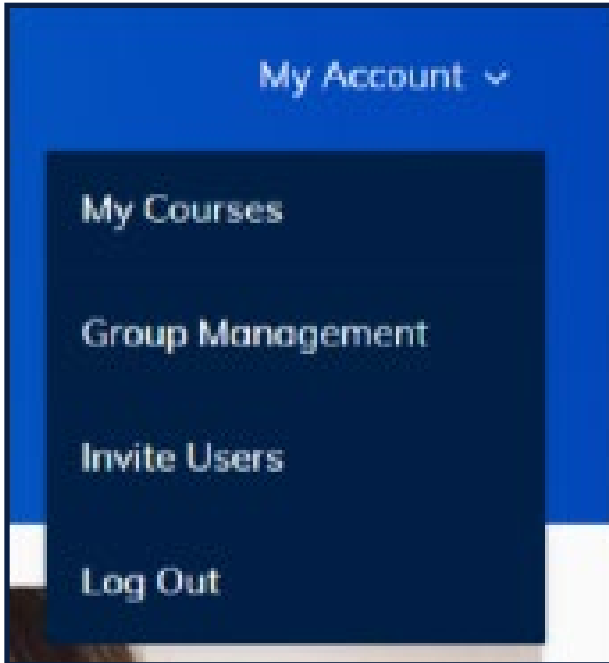 My Account
My Courses
Group Management
Invite Users
Log Out